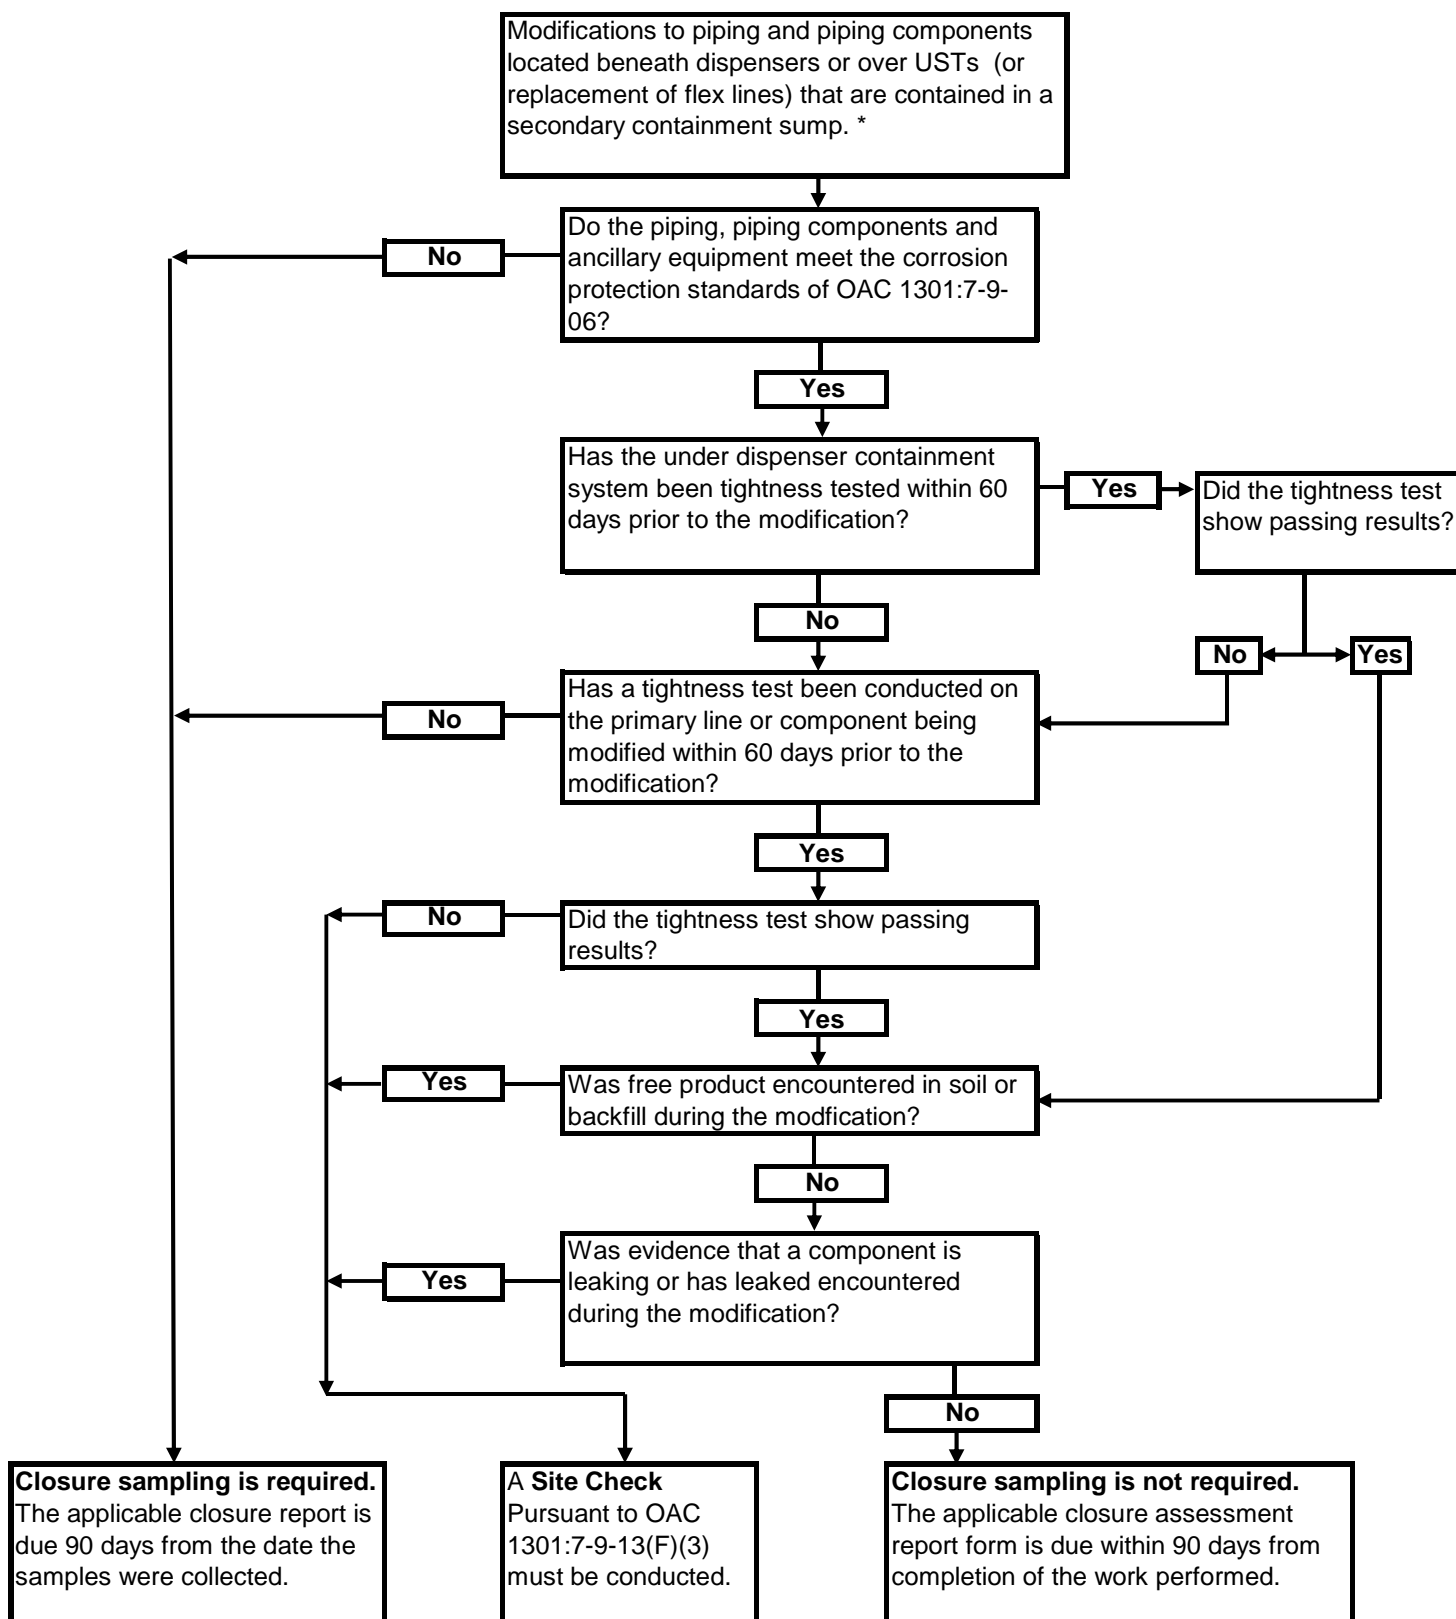 Modifications to piping and piping components
located beneath dispensers or over USTs  (or
replacement of flex lines) that are contained in a
secondary containment sump. *
No
Do the piping, piping components and
ancillary equipment meet the corrosion
protection standards of OAC 1301:7-9-
06?
Yes
Has the under dispenser containment
system been tightness tested within 60
days prior to the modification?
Yes
Did the tightness test
show passing results?
No
No
Yes
No
Has a tightness test been conducted on
the primary line or component being
modified within 60 days prior to the
modification?
Yes
No
Did the tightness test show passing
results?
Yes
Yes
Was free product encountered in soil or
backfill during the modfication?
No
Yes
Was evidence that a component is
leaking or has leaked encountered
during the modification?
No
Closure sampling is required.
The applicable closure report is
due 90 days from the date the
samples were collected.
A Site Check
Pursuant to OAC
1301:7-9-13(F)(3)
must be conducted.
Closure sampling is not required.
The applicable closure assessment
report form is due within 90 days from
completion of the work performed.